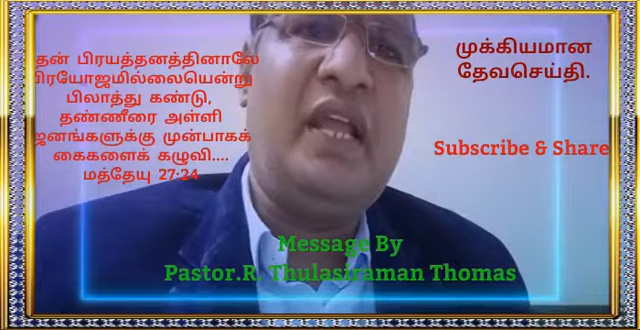 தன் பிரயத்தனத்தினாலே
பிரயோஜமில்லையென்று
பிலாத்து கண்டு,
தண்ணீரை அள்ளி
ஜனங்களுக்கு முன்பாகக்
கைகளைக் கழுவி....
மத்தேயு 27:24
முக்கியமான
தேவசெய்தி.
Subscribe & Share
Message By
Pastor.R. Thulasiraman Thomas